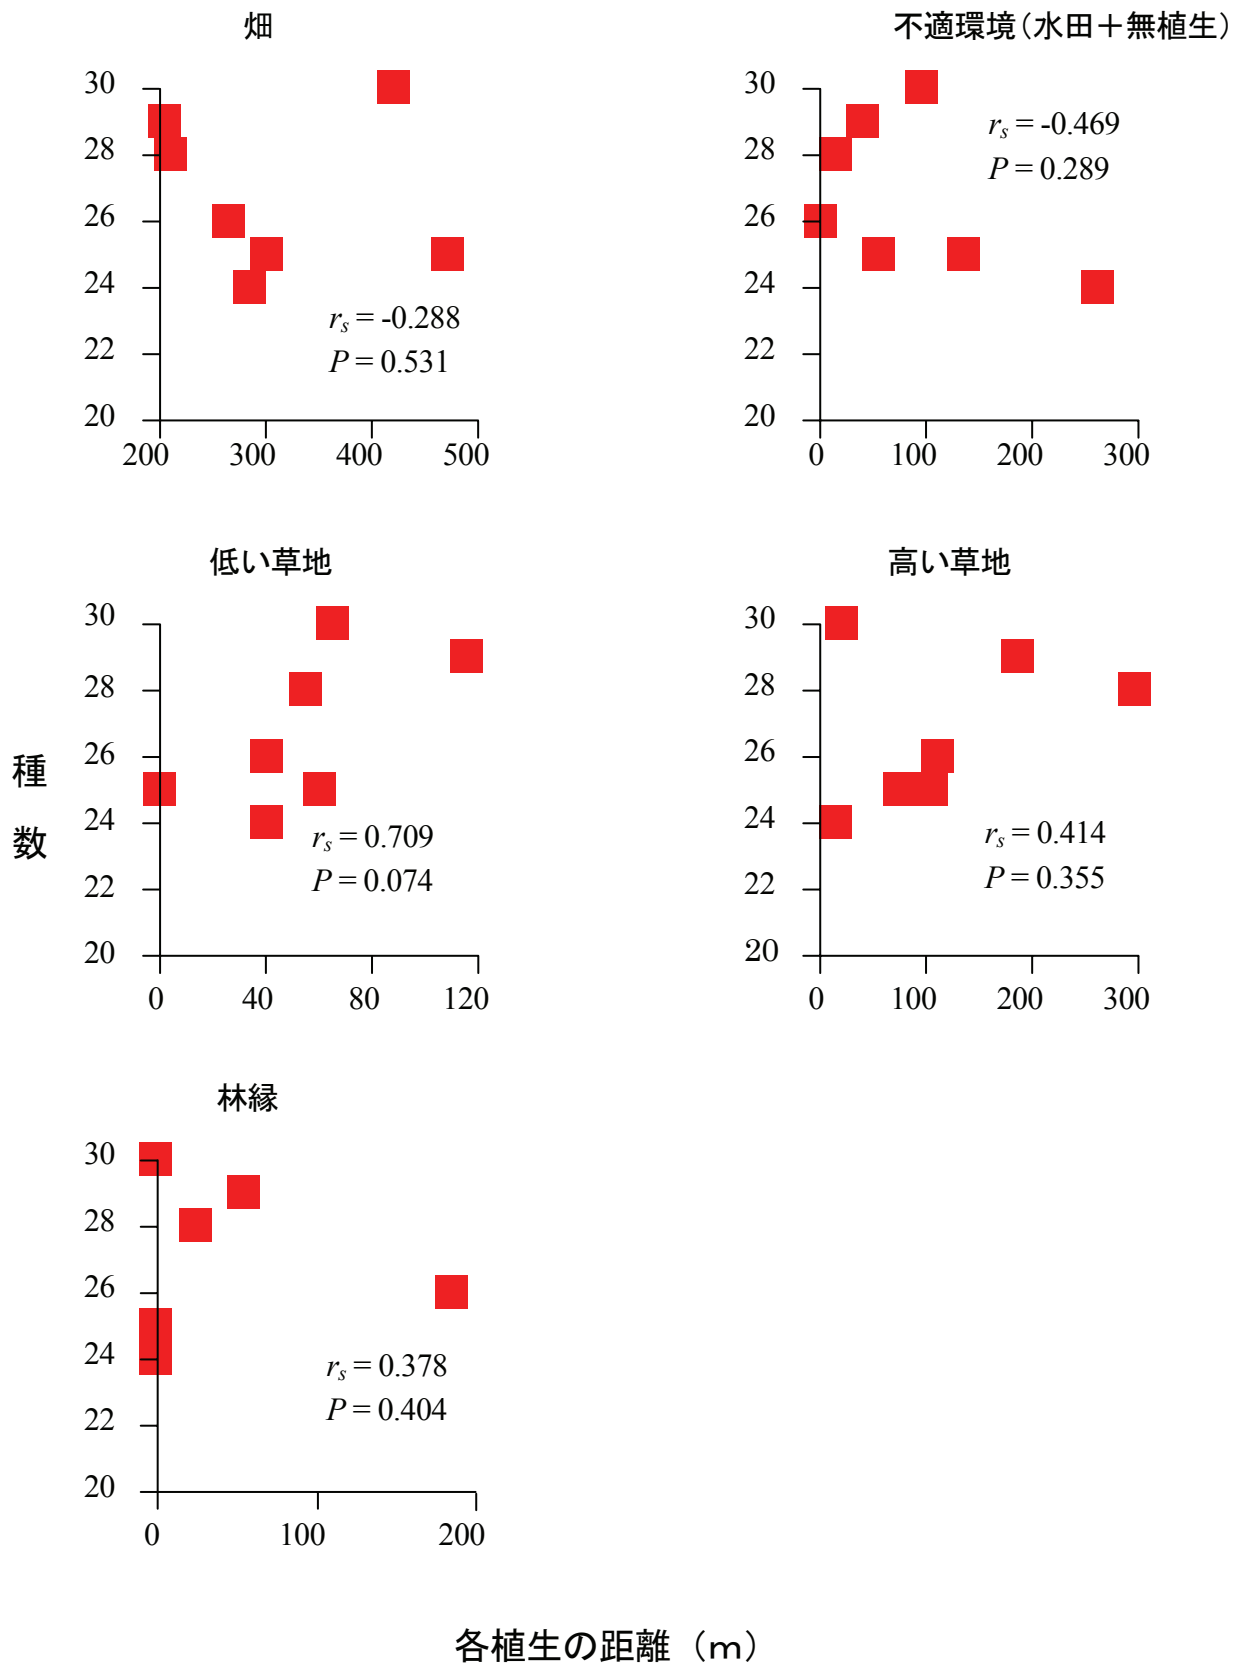 畑
30
28
26
24
22
20
200 300 400 500
rs = -0.288
P = 0.531
不適環境(水田＋無植生)
30
28
26
24
22
20
0 100 200 300
rs = -0.469
P = 0.289
低い草地
30
28
26
24
22
20
0 40 80 120
rs = 0.709
P = 0.074
高い草地
30
28
26
24
22
20
0 100 200 300
rs = 0.414
P = 0.355
種数
林縁
30
28
26
24
22
20
0 100 200
rs = 0.378
P = 0.404
各植生の距離（ｍ）